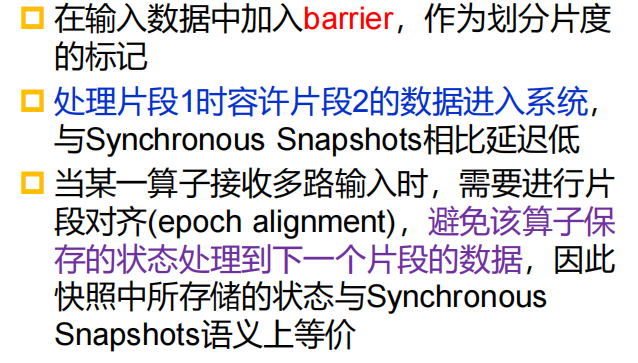 在输入数据中加入barrier，作为划分片度
的标记
处理片段1时容许片段2的数据进入系统，
与Synchronous Snapshots相比延迟低
当某一算子接收多路输入时，需要进行片
段对齐(epoch alignment)，避免该算子保
存的状态处理到下一个片段的数据，因此
快照中所存储的状态与Synchronous
Snapshots语义上等价